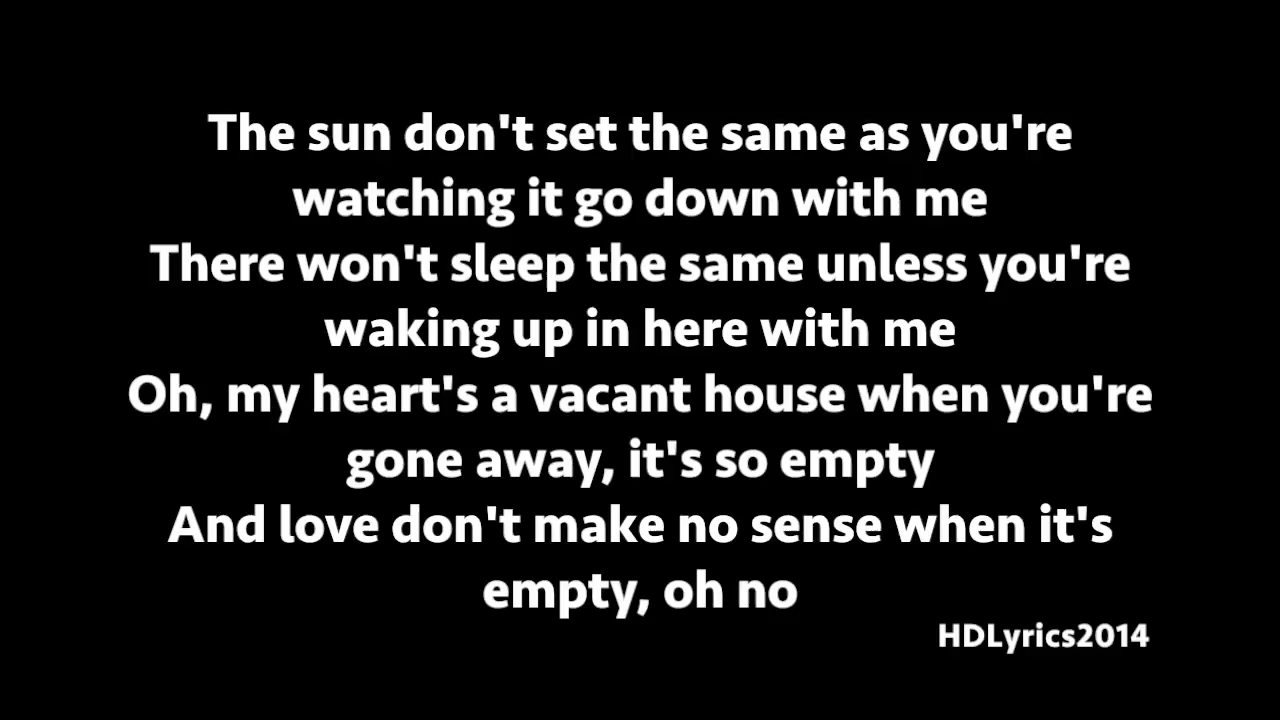 The sun don't set the same as you're
watching it go down with me
There won't sleep the same unless you're
waking up in here with me
Oh, my heart's a vacant house when you're
gone away, it's so empty
And love don't make no sense when it's
empty, oh no
HDLyrics2014